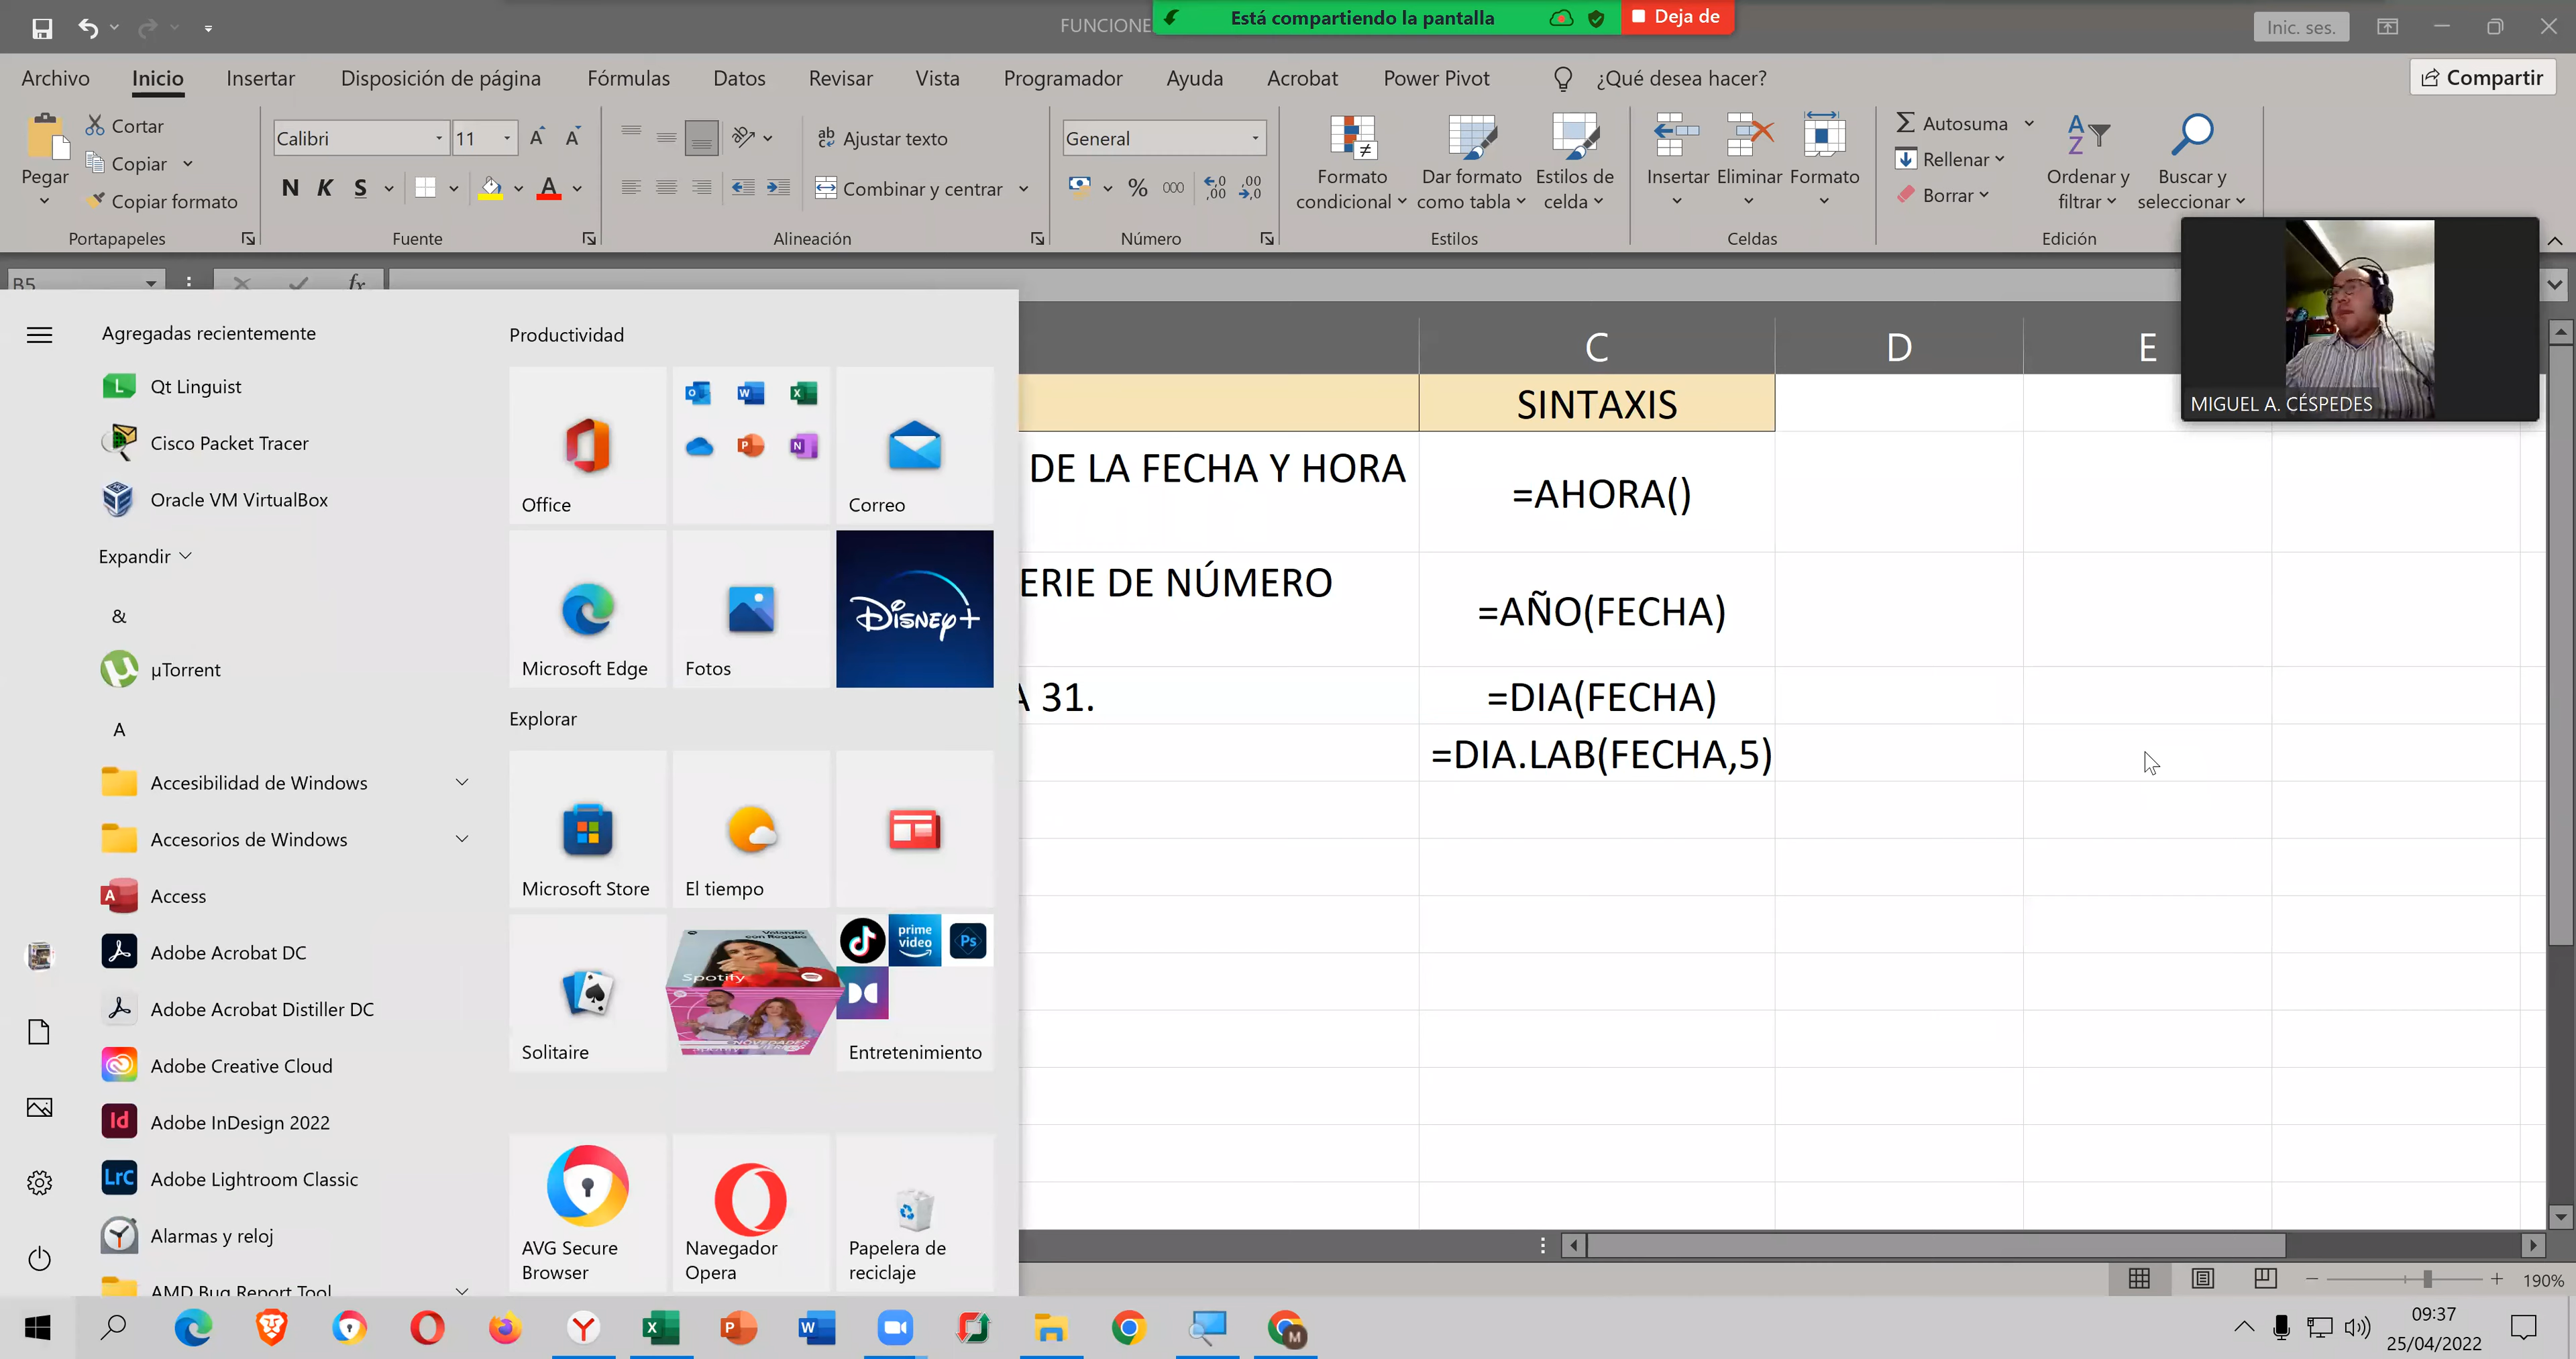 FUNCIONE
Está compartiendo la pantalla
Deja de
Inic. ses.
Archivo Inicio Insertar Disposición de página Fórmulas Datos Revisar Vista Programador Ayuda Acrobat Power Pivot ¿Qué desea hacer? Compartir
Pegar
Cortar
Copiar
Copiar formato
Portapapeles
Calibri 11
N K S
Fuente
Ajustar texto
Combinar y centrar
Alineación
General
% 000
Número
Formato condicional
Dar formato como tabla
Estilos de celda
Estilos
Insertar Eliminar Formato
Celdas
Autosuma
Rellenar
Borrar
Ordenar y filtrar
Buscar y seleccionar
Edición
B5
fx
MIGUEL A. CÉSPEDES
C D E
SINTAXIS
DE LA FECHA Y HORA
=AHORA()
ERIE DE NÚMERO
=AÑO(FECHA)
A 31.
=DIA(FECHA)
=DIA.LAB(FECHA,5)
Agregadas recientemente
Qt Linguist
Cisco Packet Tracer
Oracle VM VirtualBox
Expandir
&
µTorrent
A
Accesibilidad de Windows
Accesorios de Windows
Access
Adobe Acrobat DC
Adobe Acrobat Distiller DC
Adobe Creative Cloud
Adobe InDesign 2022
Adobe Lightroom Classic
Alarmas y reloj
AMD Bug Report Tool
Productividad
Office
Correo
Microsoft Edge
Fotos
Disney+
Explorar
Microsoft Store
El tiempo
Solitaire
Volando con Reggae
Spotify
NOVEDADES
prime video
Ps
Entretenimiento
AVG Secure Browser
Navegador Opera
Papelera de reciclaje
190%
09:37
25/04/2022